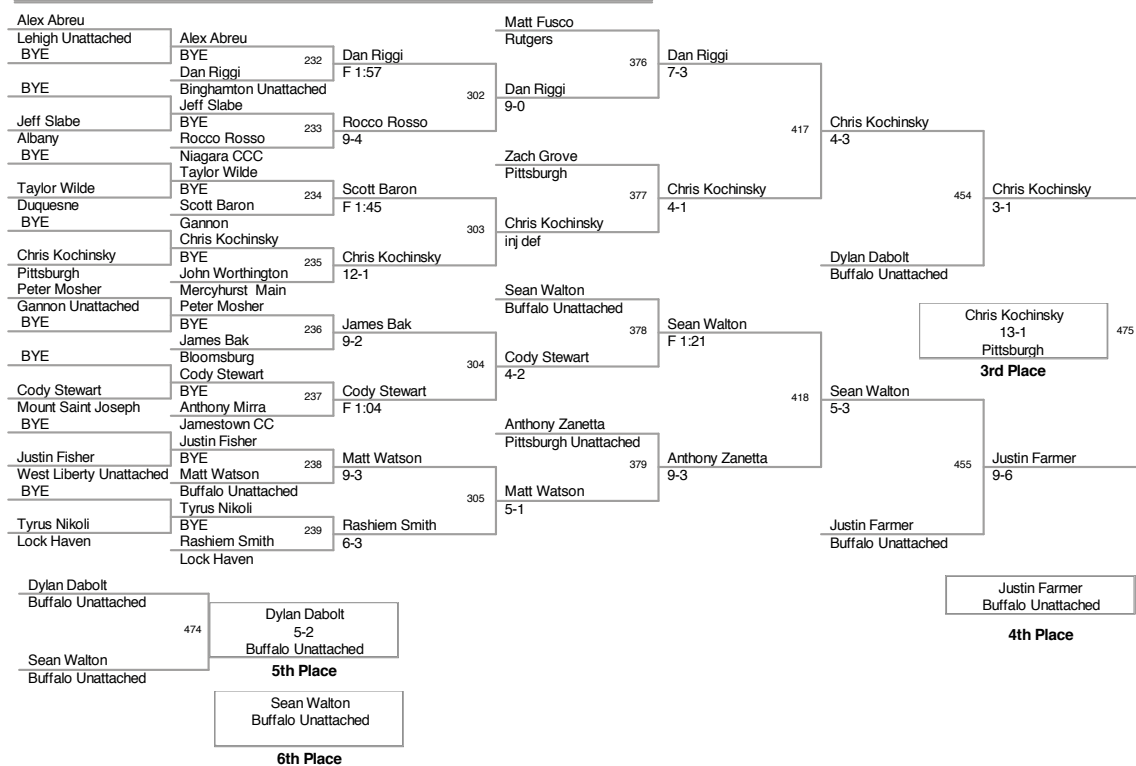 Alex Abreu
Lehigh Unattached
BYE
BYE
Jeff Slabe
Albany
BYE
Taylor Wilde
Duquesne
BYE
Chris Kochinsky
Pittsburgh
Peter Mosher
Gannon Unattached
BYE
BYE
Cody Stewart
Mount Saint Joseph
BYE
Justin Fisher
West Liberty Unattached
BYE
Tyrus Nikoli
Lock Haven
Alex Abreu
BYE
232
Dan Riggi
Binghamton Unattached
Jeff Slabe
BYE
233
Rocco Rosso
Niagara CCC
Taylor Wilde
BYE
234
Scott Baron
Gannon
Chris Kochinsky
BYE
235
John Worthington
Mercyhurst Main
Peter Mosher
BYE
236
James Bak
Bloomsburg
Cody Stewart
BYE
237
Anthony Mirra
Jamestown CC
Justin Fisher
BYE
238
Matt Watson
Buffalo Unattached
Tyrus Nikoli
BYE
239
Rashiem Smith
Lock Haven
Dan Riggi
F 1:57
302
Rocco Rosso
9-4
Scott Baron
F 1:45
303
Chris Kochinsky
12-1
James Bak
9-2
304
Cody Stewart
F 1:04
Matt Watson
9-3
305
Rashiem Smith
6-3
Matt Fusco
Rutgers
376
Dan Riggi
9-0
Zach Grove
Pittsburgh
377
Chris Kochinsky
inj def
Sean Walton
Buffalo Unattached
378
Cody Stewart
4-2
Anthony Zanetta
Pittsburgh Unattached
379
Matt Watson
5-1
Dan Riggi
7-3
417
Chris Kochinsky
4-1
Sean Walton
F 1:21
418
Anthony Zanetta
9-3
Chris Kochinsky
4-3
454
Dylan Dabolt
Buffalo Unattached
Sean Walton
5-3
455
Justin Farmer
Buffalo Unattached
Chris Kochinsky
3-1
Chris Kochinsky
13-1
Pittsburgh
475
3rd Place
Justin Farmer
9-6
Justin Farmer
Buffalo Unattached
4th Place
Dylan Dabolt
Buffalo Unattached
474
Sean Walton
Buffalo Unattached
Dylan Dabolt
5-2
Buffalo Unattached
5th Place
Sean Walton
Buffalo Unattached
6th Place